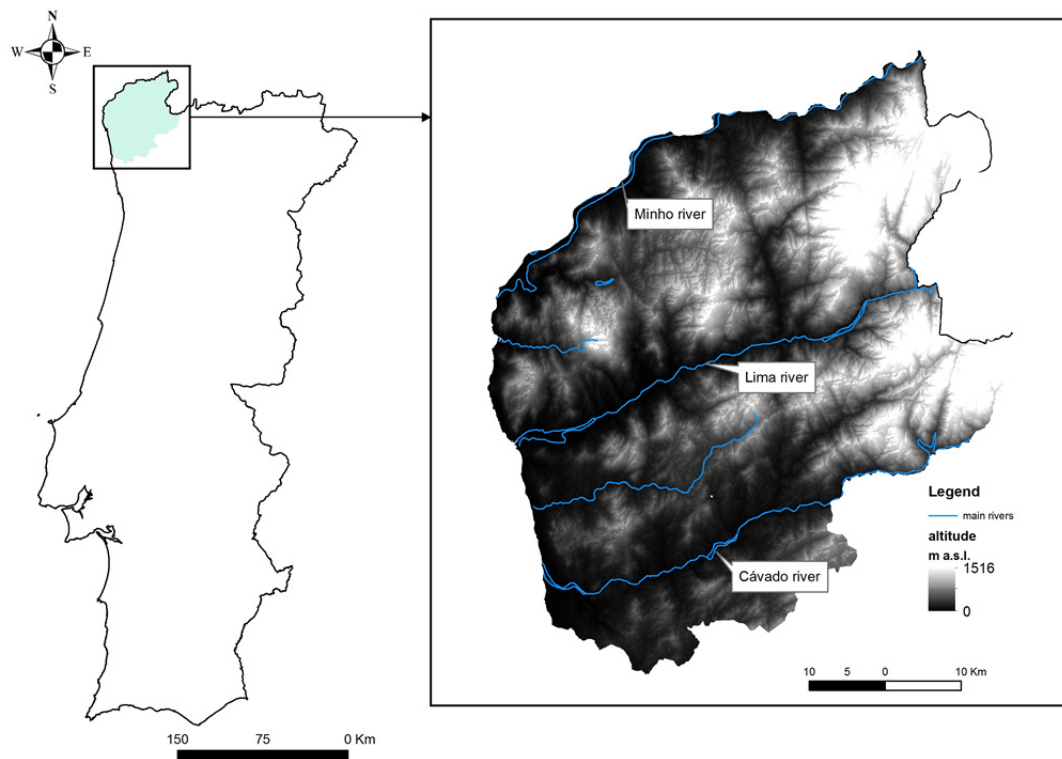 N
W E
S
Minho river
Lima river
Cávado river
Legend
main rivers
altitude
m a.s.l.
1516
0
10 5 0 10 Km
150 75 0 Km